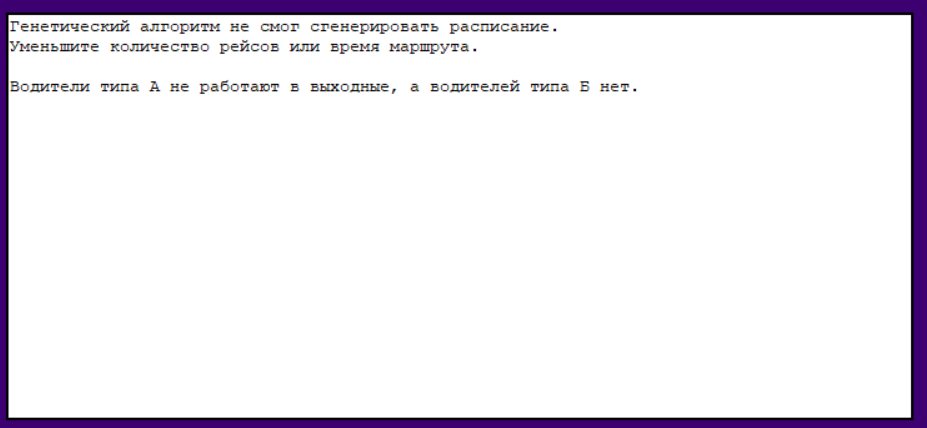 Генетический алгоритм не смог сгенерировать расписание.
Уменьшите количество рейсов или время маршрута.
Водители типа А не работают в выходные, а водителей типа Б нет.